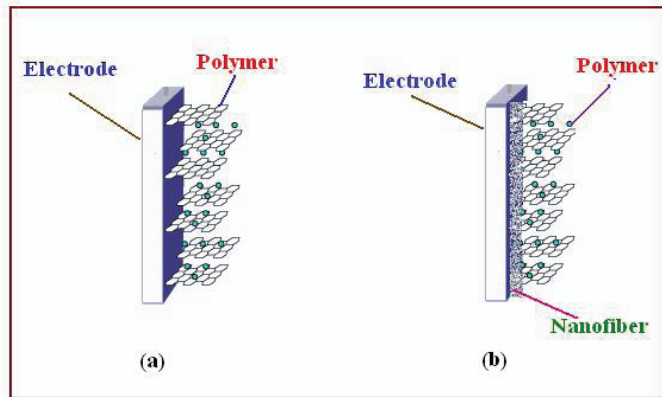 Electrode
Polymer
(a)
Electrode
Polymer
Nanofiber
(b)